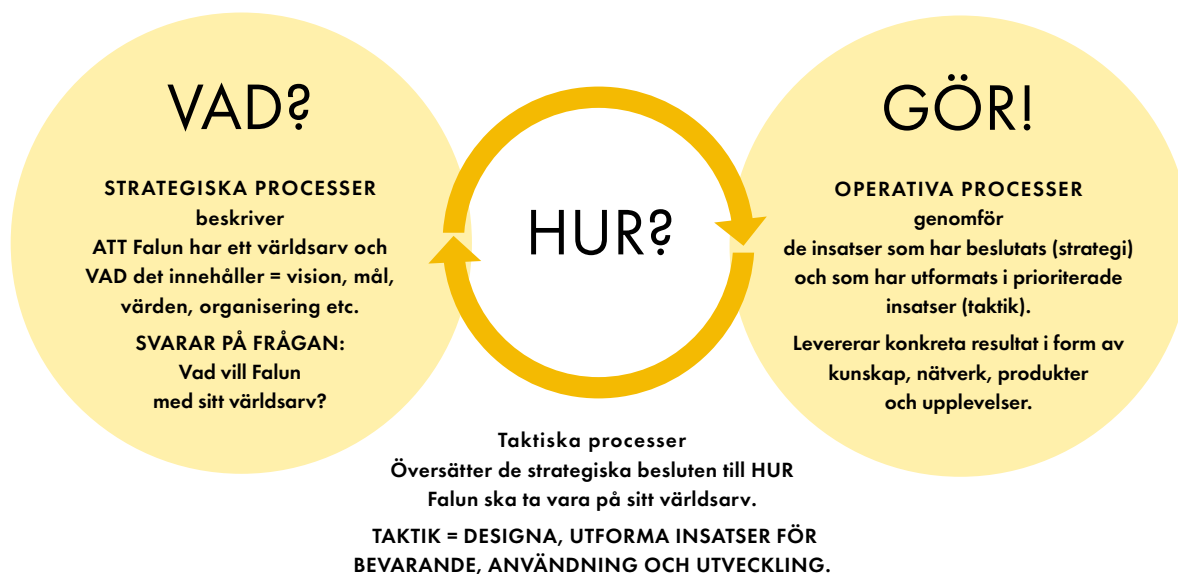 VAD?
STRATEGISKA PROCESSER
beskriver
ATT Falun har ett världsarv och
VAD det innehåller = vision, mål,
värden, organisering etc.
SVARAR PÅ FRÅGAN:
Vad vill Falun
med sitt världsarv?
HUR?
Taktiska processer
Översätter de strategiska besluten till HUR
Falun ska ta vara på sitt världsarv.
TAKTIK = DESIGNA, UTFORMA INSATSER FÖR
BEVARANDE, ANVÄNDNING OCH UTVECKLING.
GÖR!
OPERATIVA PROCESSER
genomför
de insatser som har beslutats (strategi)
och som har utformats i prioriterade
insatser (taktik).
Levererar konkreta resultat i form av
kunskap, nätverk, produkter
och upplevelser.